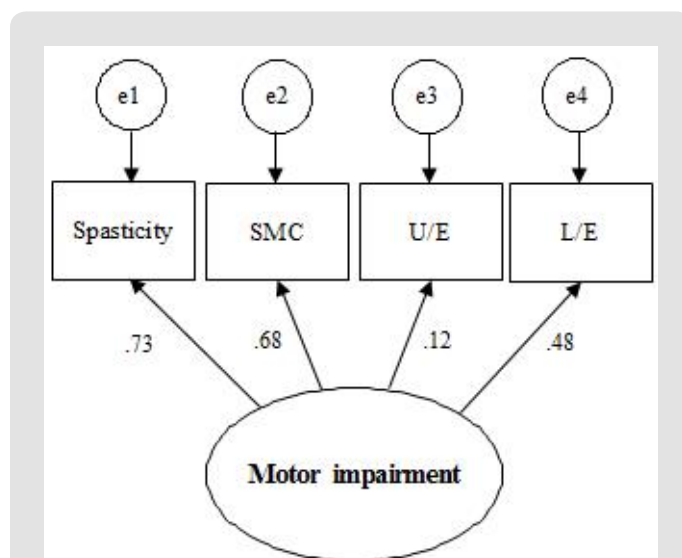 e1 e2 e3 e4
Spasticity SMC U/E L/E
.73 .68 .12 .48
Motor impairment